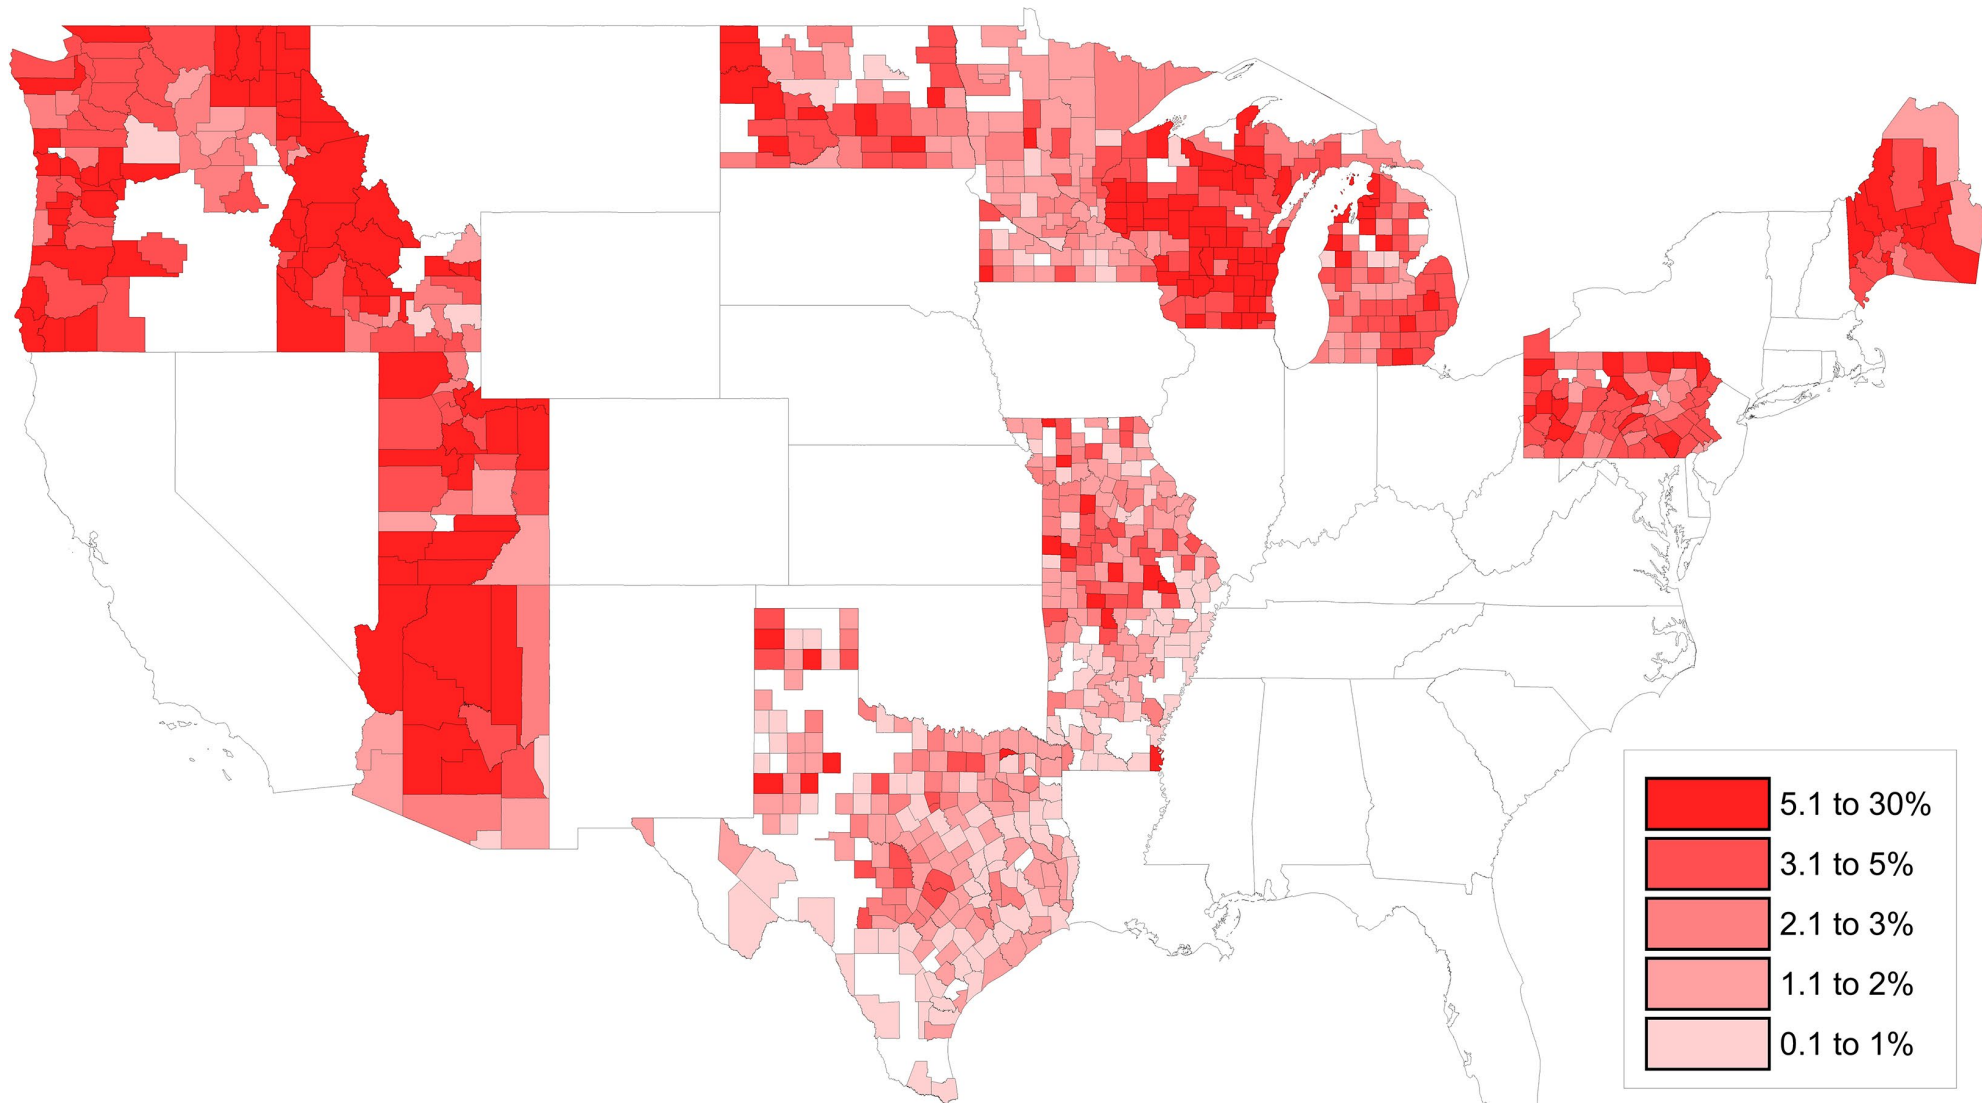 5.1 to 30%
3.1 to 5%
2.1 to 3%
1.1 to 2%
0.1 to 1%